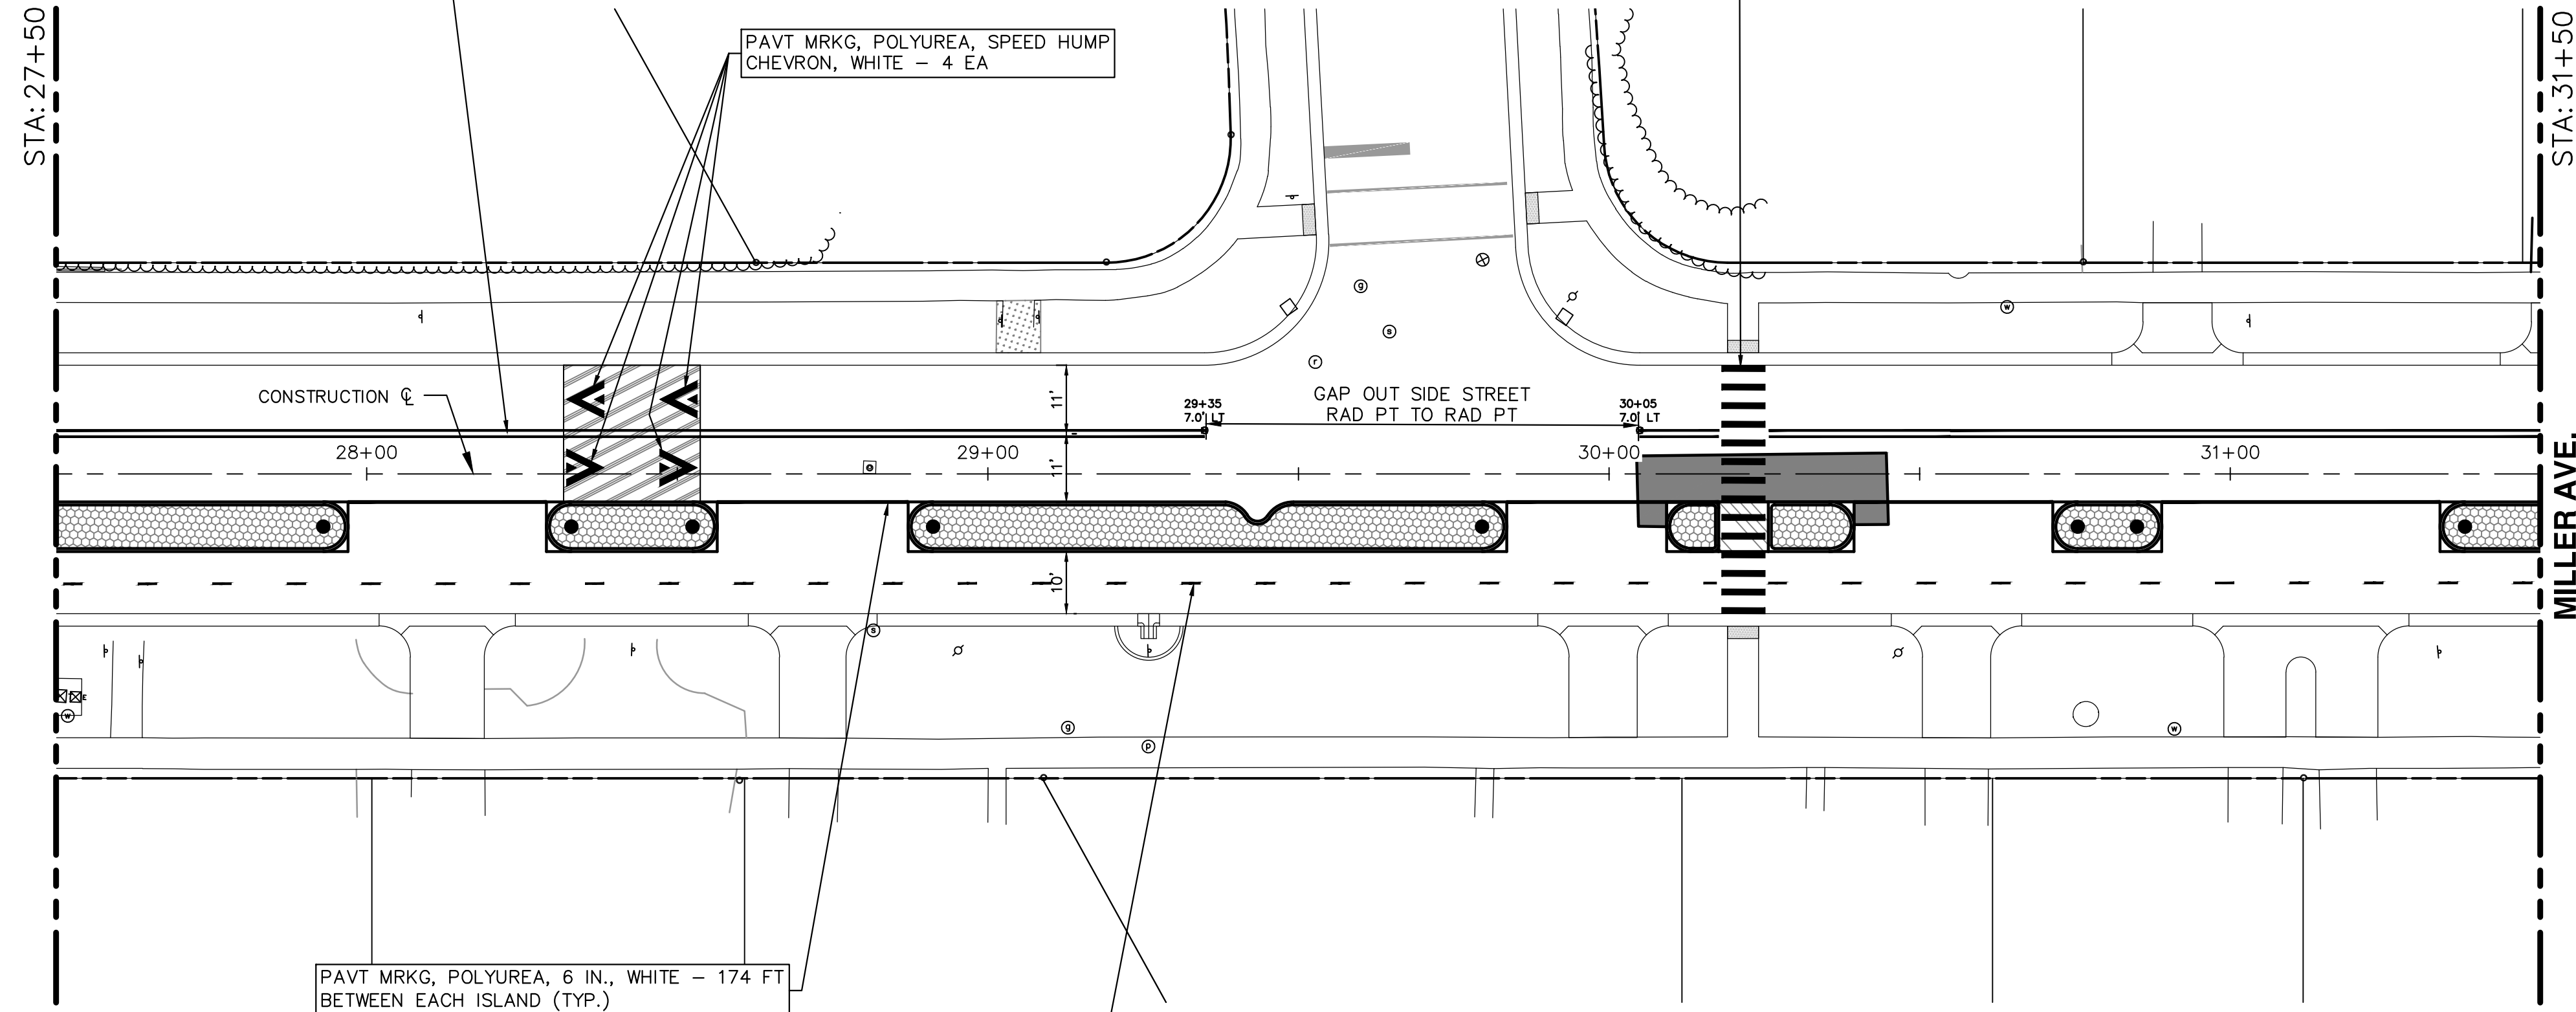 STA: 27+50
PAVT MRKG, POLYUREA, SPEED HUMP
CHEVRON, WHITE – 4 EA
STA: 31+50
CONSTRUCTION ℄
11'
29+35
7.0' LT
GAP OUT SIDE STREET
RAD PT TO RAD PT
30+05
7.0' LT
28+00
29+00
30+00
31+00
11'
10'
MILLER AVE.
g
s
r
w
s
E
w
g
p
w
PAVT MRKG, POLYUREA, 6 IN., WHITE – 174 FT
BETWEEN EACH ISLAND (TYP.)